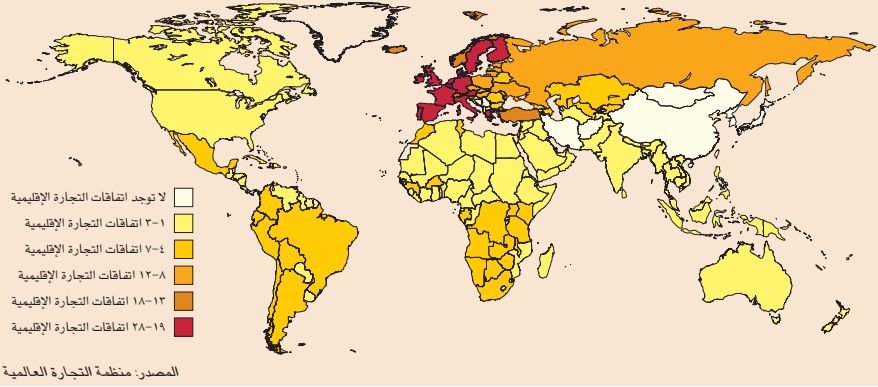 لا توجد اتفاقات التجارة الإقليمية
١–٣ اتفاقات التجارة الإقليمية
٤–٧ اتفاقات التجارة الإقليمية
٨–١٢ اتفاقات التجارة الإقليمية
١٣–١٨ اتفاقات التجارة الإقليمية
١٩–٢٨ اتفاقات التجارة الإقليمية
المصدر: منظمة التجارة العالمية